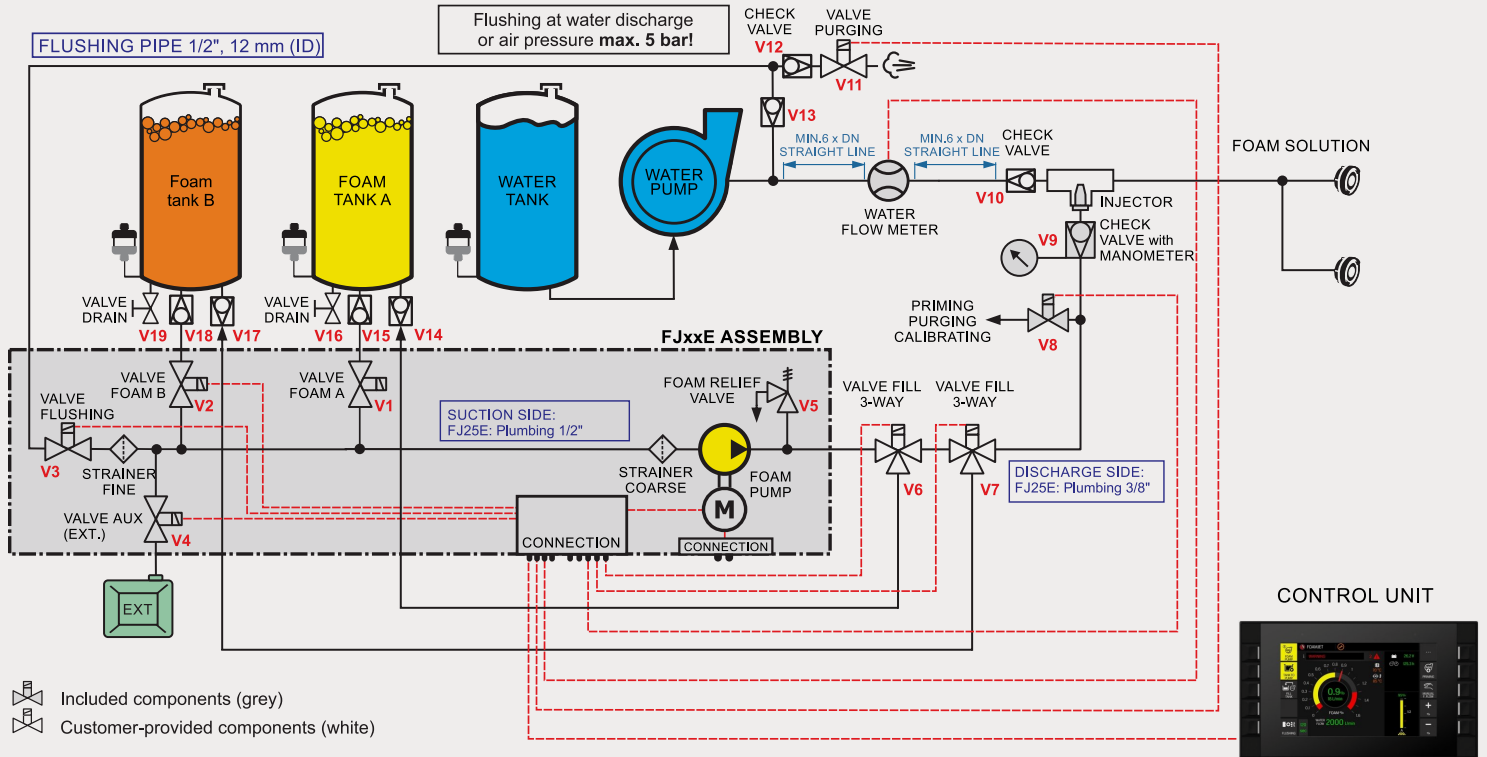 FLUSHING PIPE 1/2", 12 mm (ID)
Flushing at water discharge
or air pressure max. 5 bar!
CHECK
VALVE
V12
VALVE
PURGING
V11
V13
MIN.6 x DN
STRAIGHT LINE
MIN.6 x DN
STRAIGHT LINE
CHECK
VALVE
V10
FOAM SOLUTION
Foam
tank B
FOAM
TANK A
WATER
TANK
WATER
PUMP
WATER
FLOW METER
INJECTOR
V9
CHECK
VALVE with
MANOMETER
VALVE
DRAIN
V19
V18
V17
VALVE
DRAIN
V16
V15
V14
PRIMING
PURGING
CALIBRATING
V8
FJxxE ASSEMBLY
VALVE
FOAM B
V2
VALVE
FOAM A
V1
FOAM RELIEF
VALVE
V5
VALVE FILL
3-WAY
VALVE FILL
3-WAY
VALVE
FLUSHING
V3
SUCTION SIDE:
FJ25E: Plumbing 1/2"
STRAINER
FINE
STRAINER
COARSE
FOAM
PUMP
V6
V7
DISCHARGE SIDE:
FJ25E: Plumbing 3/8"
VALVE AUX
(EXT.)
V4
M
CONNECTION
CONNECTION
EXT
CONTROL UNIT
Included components (grey)
Customer-provided components (white)
FOAMSET
0.9
FOAM%
2000
FLUSHING